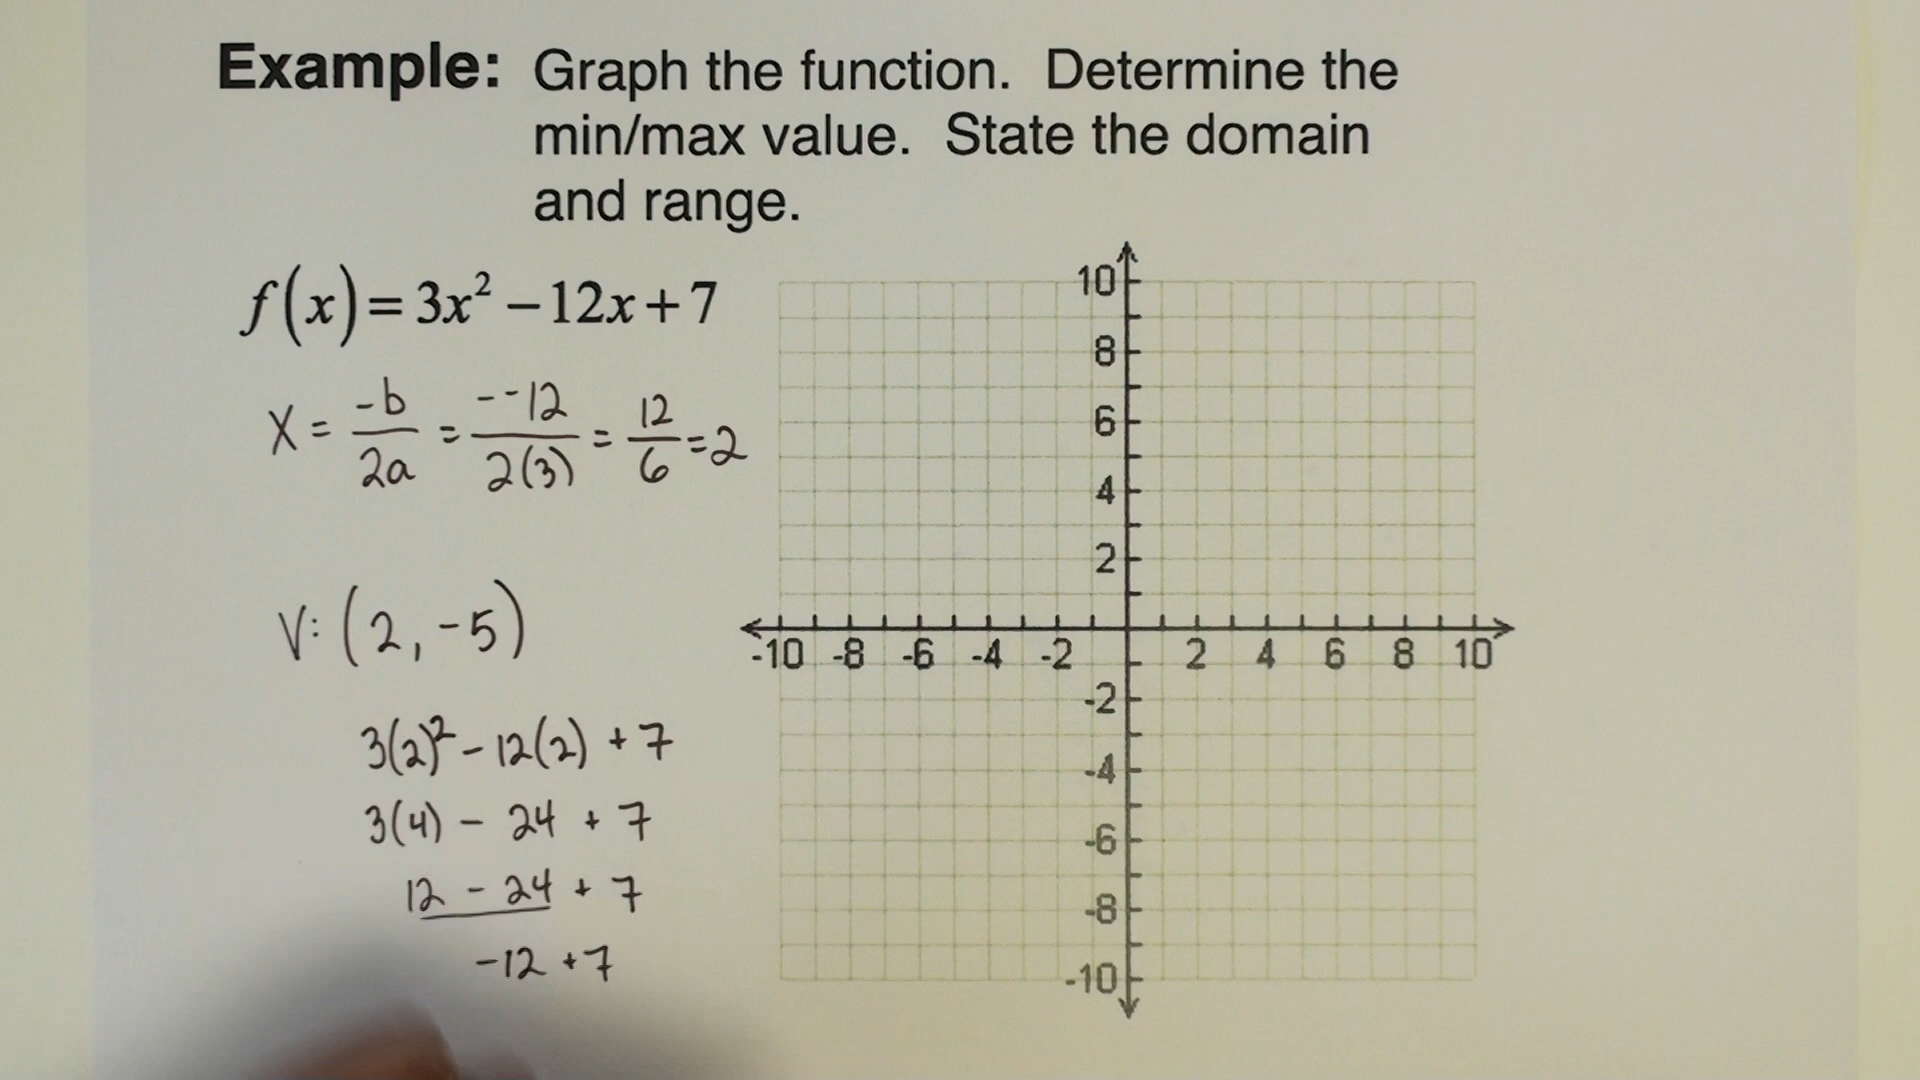 Example: Graph the function. Determine the
min/max value. State the domain
and range.
f(x) = 3x² – 12x + 7
X = -b/2a = --12/2(3) = 12/6 = 2
V: (2, -5)
3(2)² - 12(2) + 7
3(4) - 24 + 7
12 - 24 + 7
-12 + 7
10
8
6
4
2
-10 -8 -6 -4 -2 2 4 6 8 10
-2
-4
-6
-8
-10